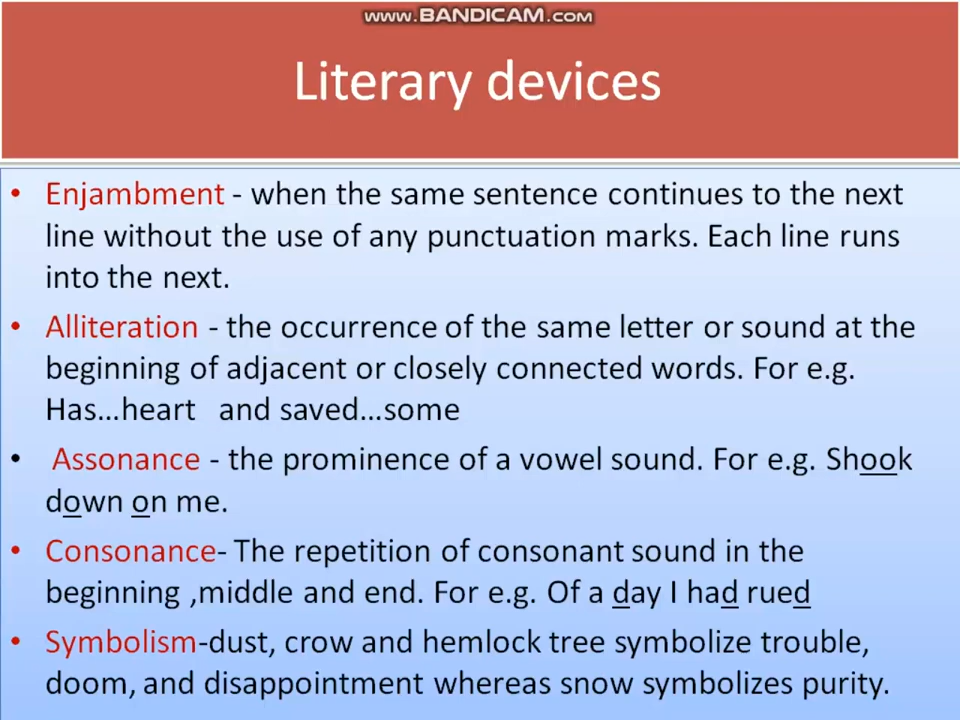 www.BANDICAM.com
Literary devices
• Enjambment - when the same sentence continues to the next
line without the use of any punctuation marks. Each line runs
into the next.
• Alliteration - the occurrence of the same letter or sound at the
beginning of adjacent or closely connected words. For e.g.
Has...heart and saved...some
• Assonance - the prominence of a vowel sound. For e.g. Shook
down on me.
• Consonance- The repetition of consonant sound in the
beginning ,middle and end. For e.g. Of a day I had rued
• Symbolism-dust, crow and hemlock tree symbolize trouble,
doom, and disappointment whereas snow symbolizes purity.